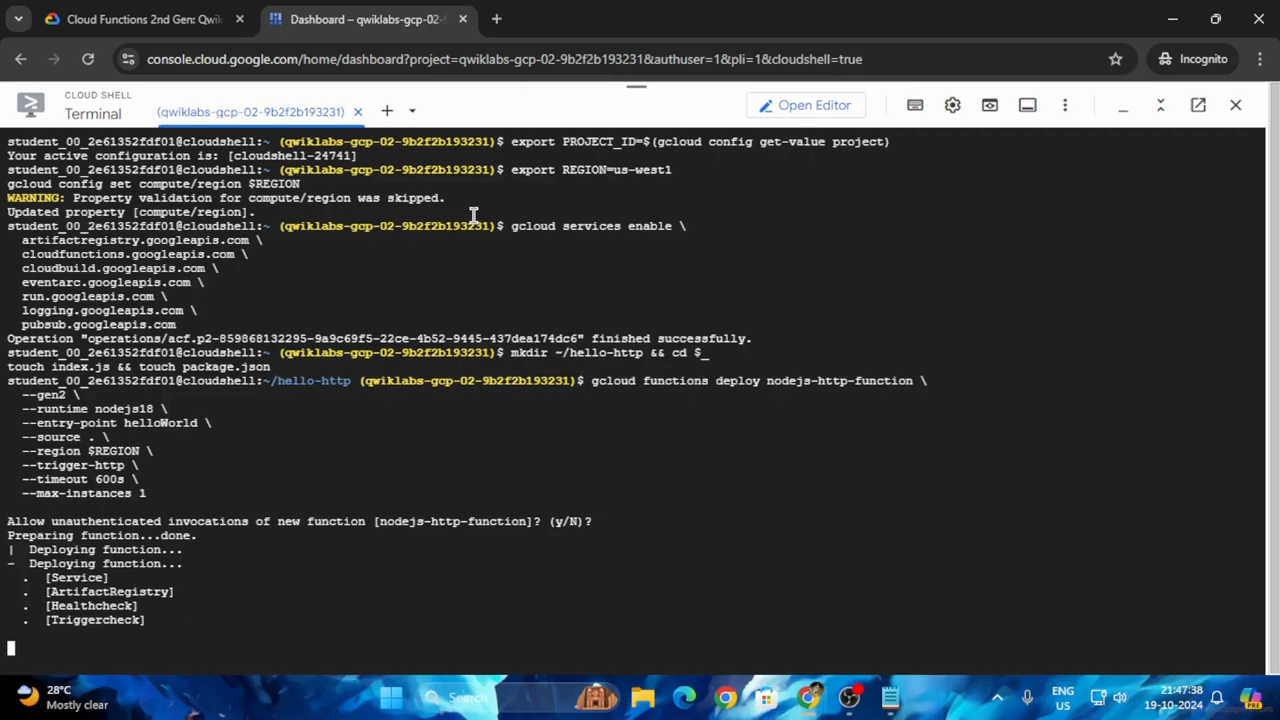 Cloud Functions 2nd Gen: Qwik
Dashboard – qwiklabs-gcp-02-9
console.cloud.google.com/home/dashboard?project=qwiklabs-gcp-02-9b2f2b193231&authuser=1&pli=1&cloudshell=true
Incognito
CLOUD SHELL
Terminal
(qwiklabs-gcp-02-9b2f2b193231)
Open Editor
student_00_2e61352fdf01@cloudshell:~ (qwiklabs-gcp-02-9b2f2b193231)$ export PROJECT_ID=$(gcloud config get-value project)
Your active configuration is: [cloudshell-24741]
student_00_2e61352fdf01@cloudshell:~ (qwiklabs-gcp-02-9b2f2b193231)$ export REGION=us-west1
gcloud config set compute/region $REGION
WARNING: Property validation for compute/region was skipped.
Updated property [compute/region].
student_00_2e61352fdf01@cloudshell:~ (qwiklabs-gcp-02-9b2f2b193231)$ gcloud services enable \
artifactregistry.googleapis.com \
cloudfunctions.googleapis.com \
cloudbuild.googleapis.com \
eventarc.googleapis.com \
run.googleapis.com \
logging.googleapis.com \
pubsub.googleapis.com
Operation "operations/acf.p2-859868132295-9a9c69f5-22ce-4b52-9445-437dea174dc6" finished successfully.
student_00_2e61352fdf01@cloudshell:~ (qwiklabs-gcp-02-9b2f2b193231)$ mkdir ~/hello-http && cd $_
touch index.js && touch package.json
student_00_2e61352fdf01@cloudshell:~/hello-http (qwiklabs-gcp-02-9b2f2b193231)$ gcloud functions deploy nodejs-http-function \
--gen2 \
--runtime nodejs18 \
--entry-point helloWorld \
--source . \
--region $REGION \
--trigger-http \
--timeout 600s \
--max-instances 1
Allow unauthenticated invocations of new function [nodejs-http-function]? (y/N)?
Preparing function...done.
| Deploying function...
- Deploying function...
. [Service]
. [ArtifactRegistry]
. [Healthcheck]
. [Triggercheck]
28°C
Mostly clear
Search
ENG
US
21:47:38
19-10-2024
PRE